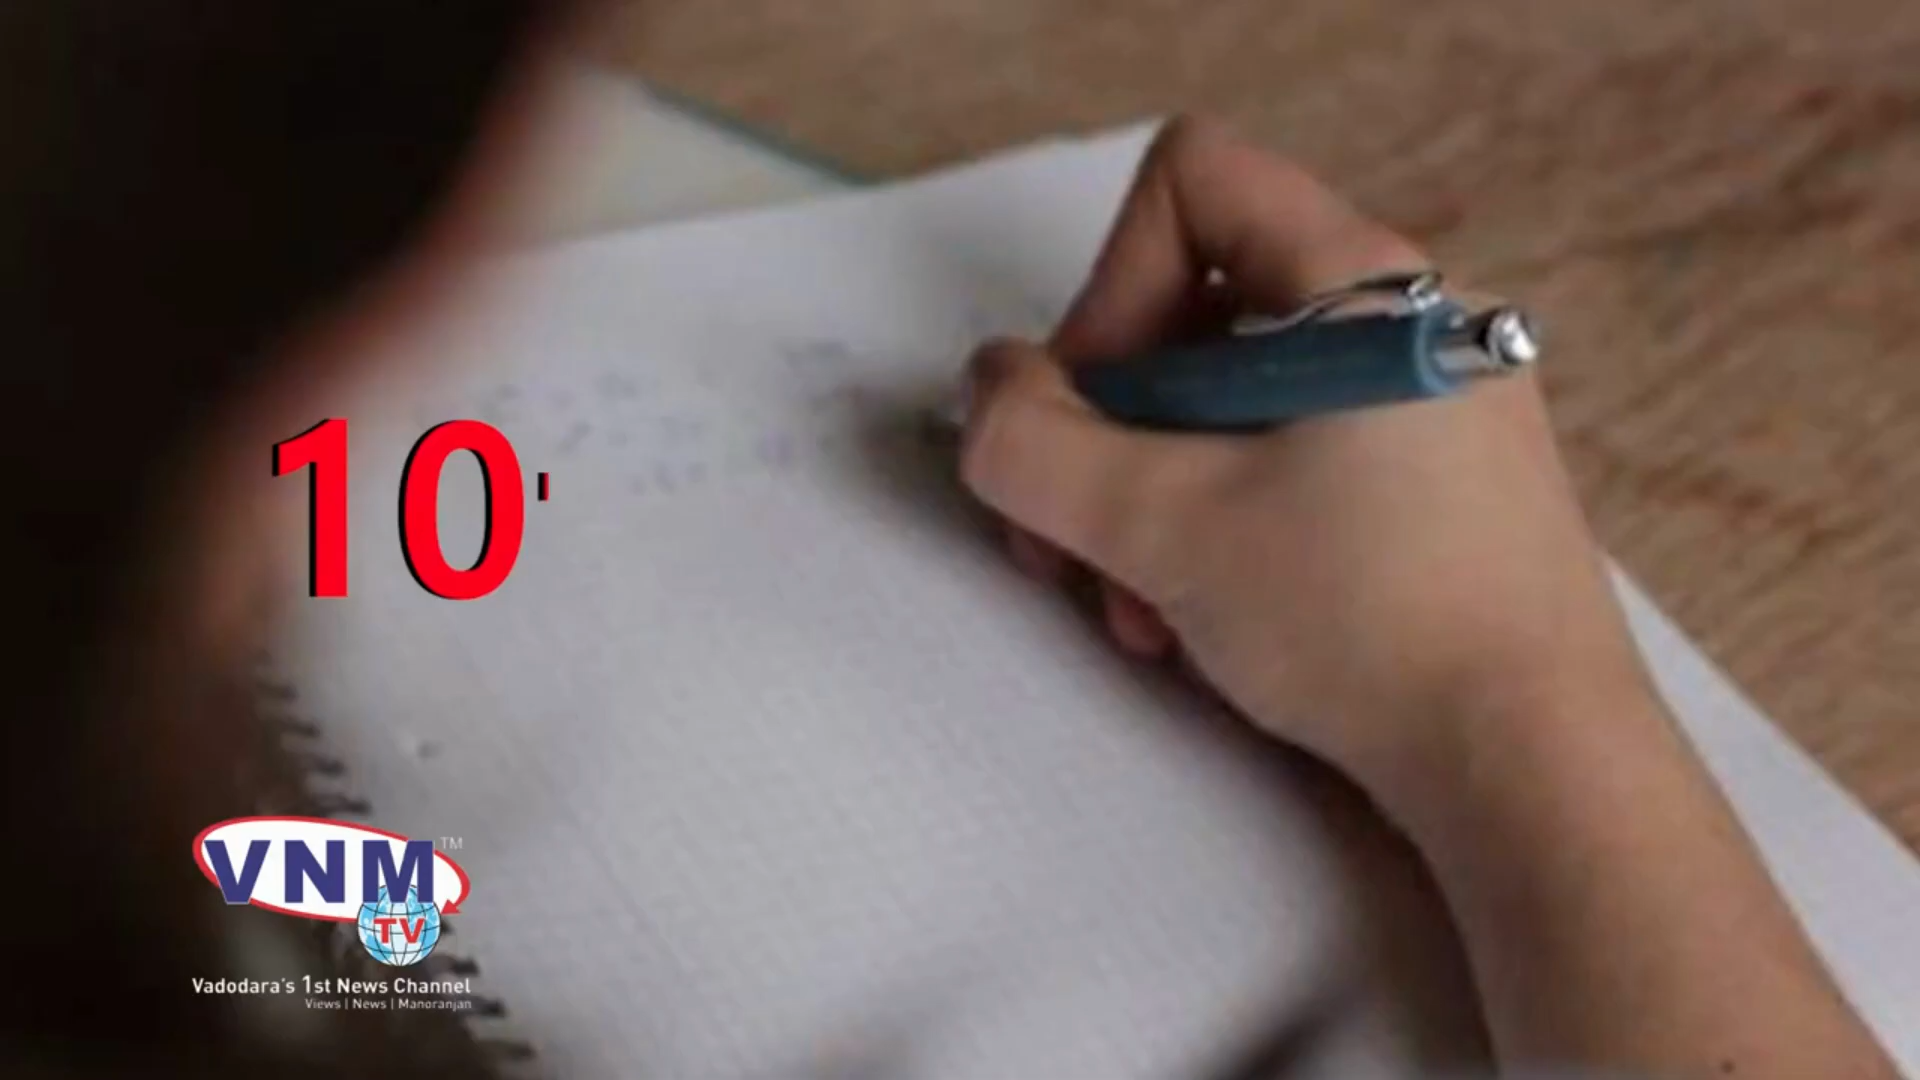 10
VNM TM
TV
Vadodara's 1st News Channel
Views | News | Manoranjan